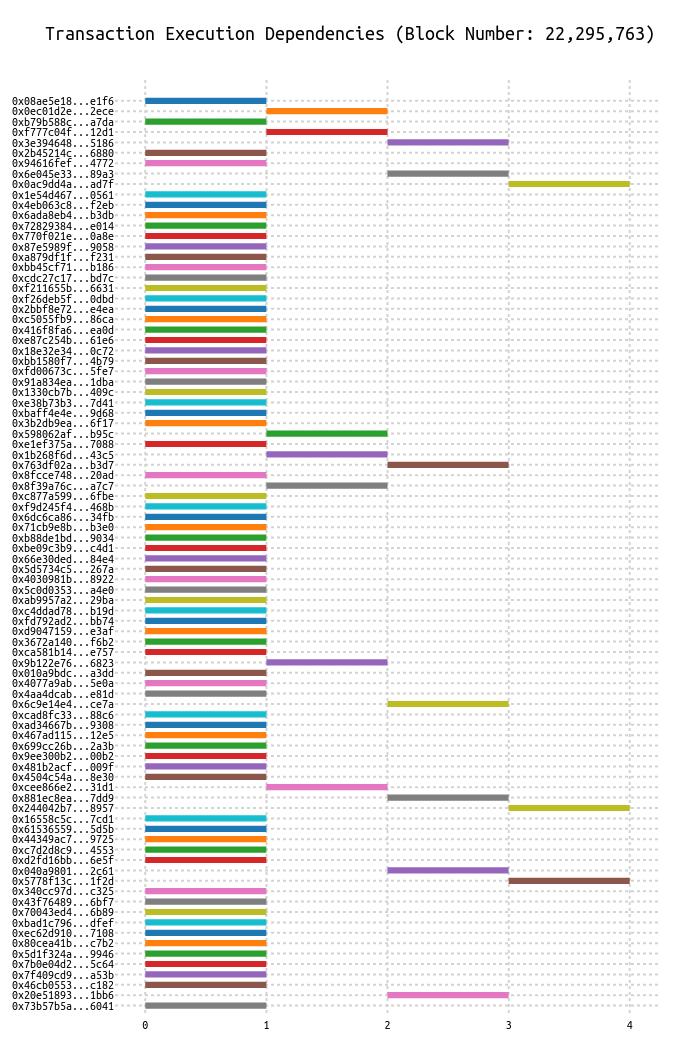 Transaction Execution Dependencies (Block Number: 22,295,763)
0x08ae5e18...e1f6
0x0ec01d2e...2ece
0xb79b588c...a7da
0xf777c04f...12d1
0x3e394648...5186
0x2b45214c...6880
0x94616fef...4772
0x6e045e33...89a3
0x0ac9dd4a...ad7f
0x1e54d467...0561
0x4eb063c8...f2eb
0x6ada8eb4...b3db
0x72829384...e014
0x770f021e...0a8e
0x87e5989f...9058
0xa879df1f...f231
0xbb45cf71...b186
0xcdc27c17...bd7c
0xf211655b...6631
0xf26deb5f...0dbd
0x2bbf8e72...e4ea
0xc5055fb9...86ca
0x416f8fa6...ea0d
0xe87c254b...61e6
0x18e32e34...0c72
0xbb1580f7...4b79
0xfd00673c...5fe7
0x91a834ea...1dba
0x1330cb7b...409c
0xe38b73b3...7d41
0xbaff4e4e...9d68
0x3b2db9ea...6f17
0x598062af...b95c
0xe1ef375a...7088
0x1b268f6d...43c5
0x763df02a...b3d7
0x8fcce748...20ad
0x8f39a76c...a7c7
0xc877a599...6fbe
0xf9d245f4...468b
0x6dc6ca86...34fb
0x71cb9e8b...b3e0
0xb88de1bd...9034
0xbe09c3b9...c4d1
0x66e30ded...84e4
0x5d5734c5...267a
0x4030981b...8922
0x5c0d0353...a4e0
0xab9957a2...29ba
0xc4ddad78...b19d
0xfd792ad2...bb74
0xd9047159...e3af
0x3672a140...f6b2
0xca581b14...e757
0x9b122e76...6823
0x010a9bdc...a3dd
0x4077a9ab...5e0a
0x4aa4dcab...e81d
0x6c9e14e4...ce7a
0xcad8fc33...88c6
0xad34667b...9308
0x467ad115...12e5
0x699cc26b...2a3b
0x9ee300b2...00b2
0x481b2acf...009f
0x4504c54a...8e30
0xcee866e2...31d1
0x881ec8ea...7dd9
0x244042b7...8957
0x16558c5c...7cd1
0x61536559...5d5b
0x44349ac7...9725
0xc7d2d8c9...4553
0xd2fd16bb...6e5f
0x040a9801...2c61
0x5778f13c...1f2d
0x340cc97d...c325
0x43f76489...6bf7
0x70043ed4...6b89
0xbad1c796...dfef
0xec62d910...7108
0x80cea41b...c7b2
0x5d1f324a...9946
0x7b0e04d2...5c64
0x7f409cd9...a53b
0x46cb0553...c182
0x20e51893...1bb6
0x73b57b5a...6041
0 1 2 3 4